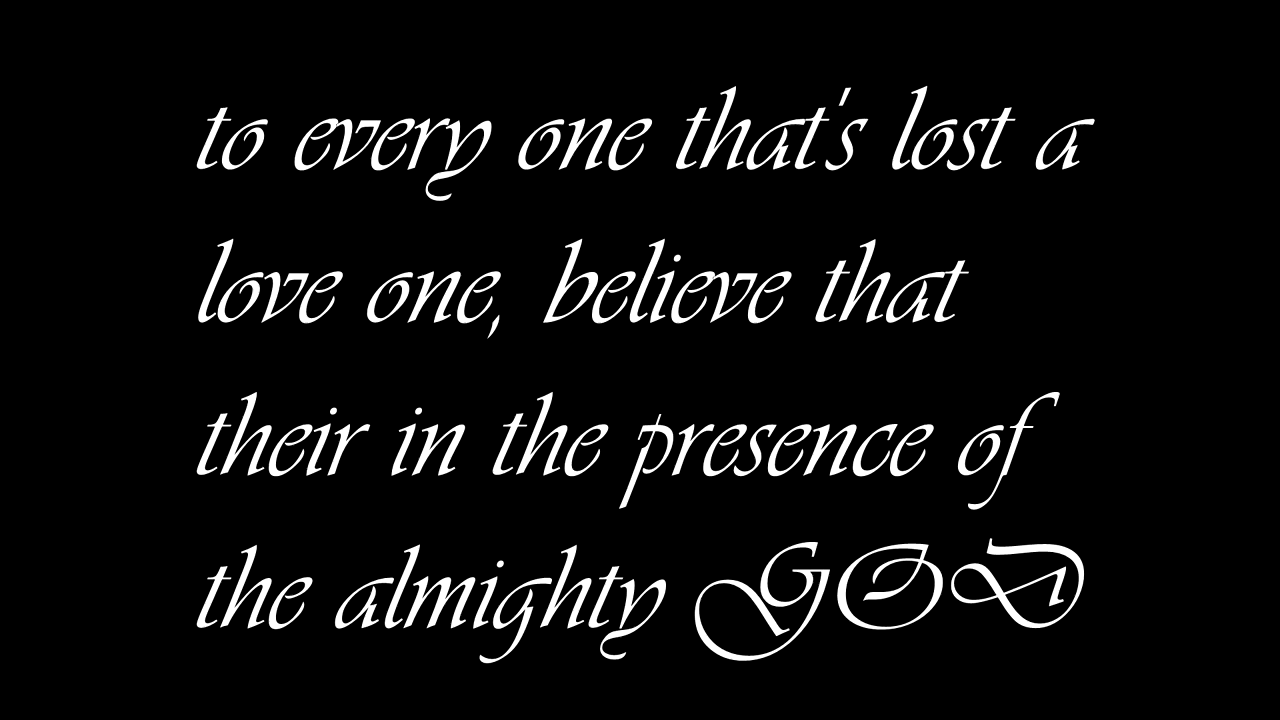 to every one that's lost a
love one, believe that
their in the presence of
the almighty GOD